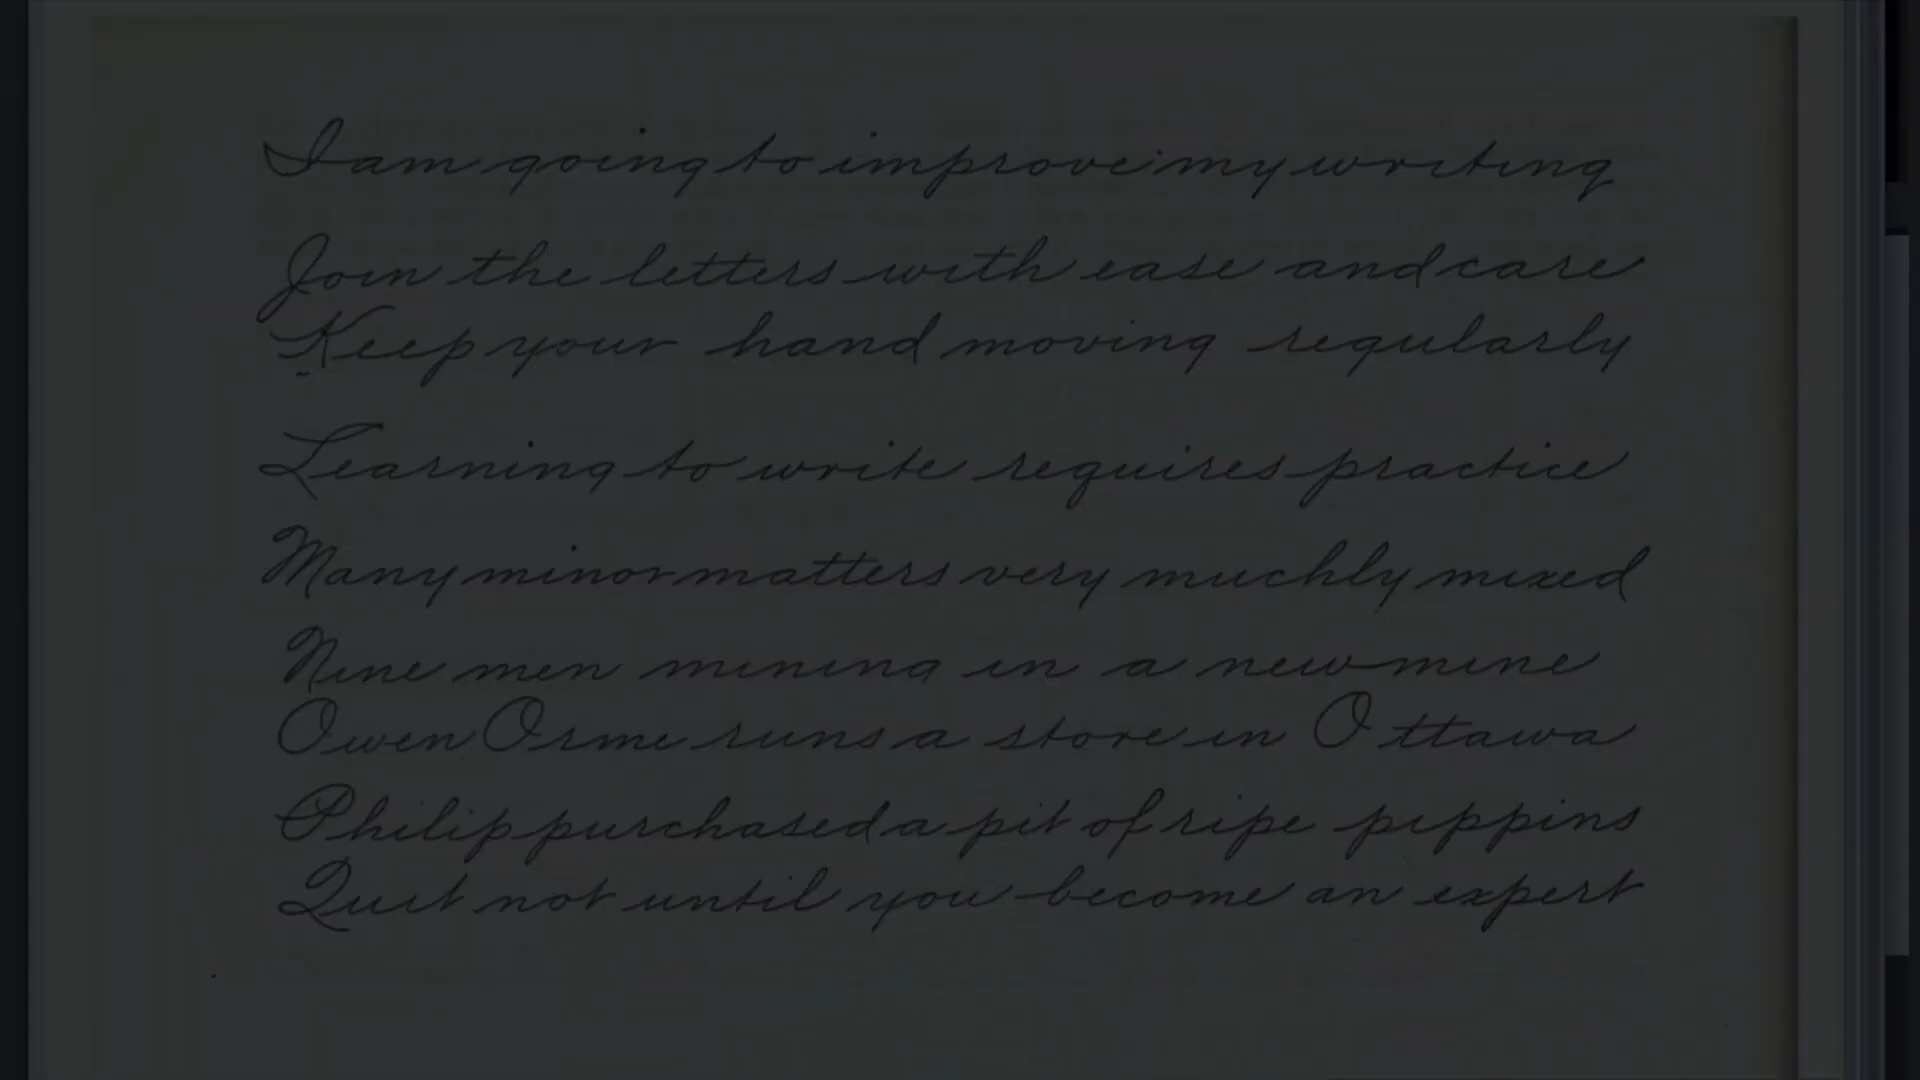 I am going to improve my writing
Join the letters with ease and care
Keep your hand moving regularly
Learning to write requires practice
Many minor matters very muchly mixed
Nine men mining in a new mine
Owen Orme runs a store in Ottawa
Philip purchased a pit of ripe pippins
Quit not until you become an expert